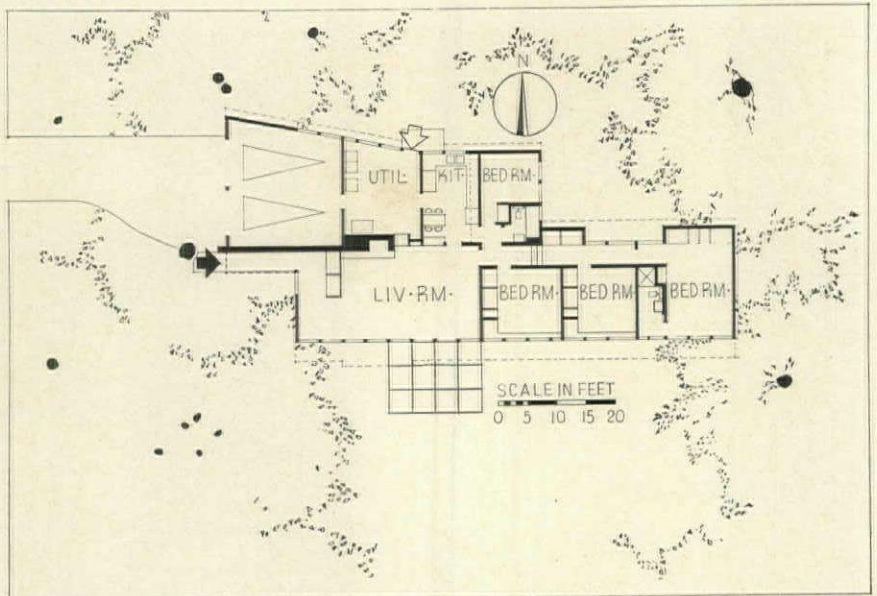 N
UTIL·
KIT·
BED RM·
LIV·RM·
BED RM·
BED RM·
BED RM·
SCALE IN FEET
0 5 10 15 20